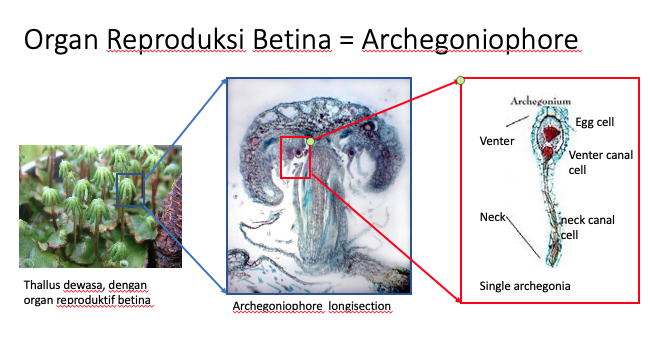 Organ Reproduksi Betina = Archegoniophore
Archegonium
Egg cell
Venter
Venter canal
cell
Neck
neck canal
cell
Single archegonia
Thallus dewasa, dengan
organ reproduktif betina
Archegoniophore longisection